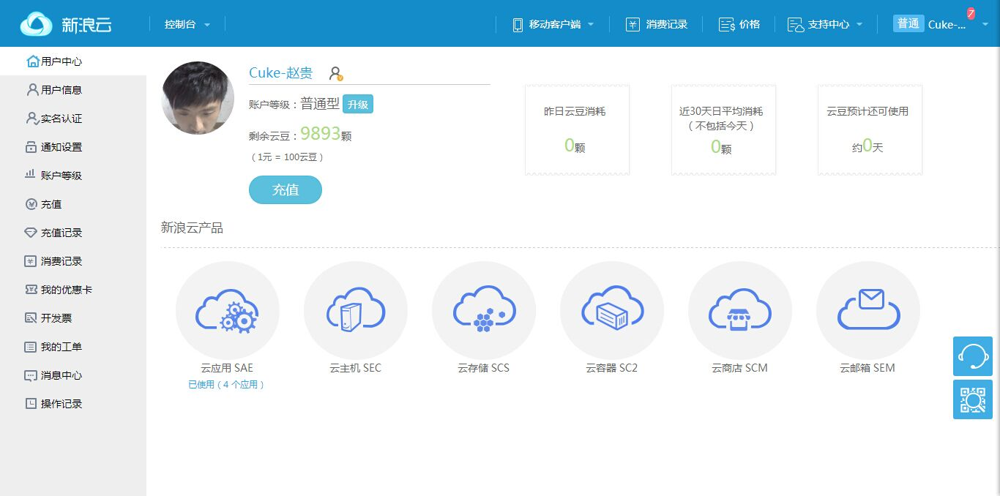 新浪云
控制台
移动客户端
消费记录
价格
支持中心
普通 Cuke-...
7
用户中心
用户信息
实名认证
通知设置
账户等级
充值
充值记录
消费记录
我的优惠卡
开发票
我的工单
消息中心
操作记录
Cuke-赵贵
账户等级：普通型 升级
剩余云豆：9893颗
（1元 = 100云豆）
充值
昨日云豆消耗
0颗
近30天日平均消耗
（不包括今天）
0颗
云豆预计还可使用
约0天
新浪云产品
云应用 SAE
已使用（4 个应用）
云主机 SEC
云存储 SCS
云容器 SC2
云商店 SCM
云邮箱 SEM